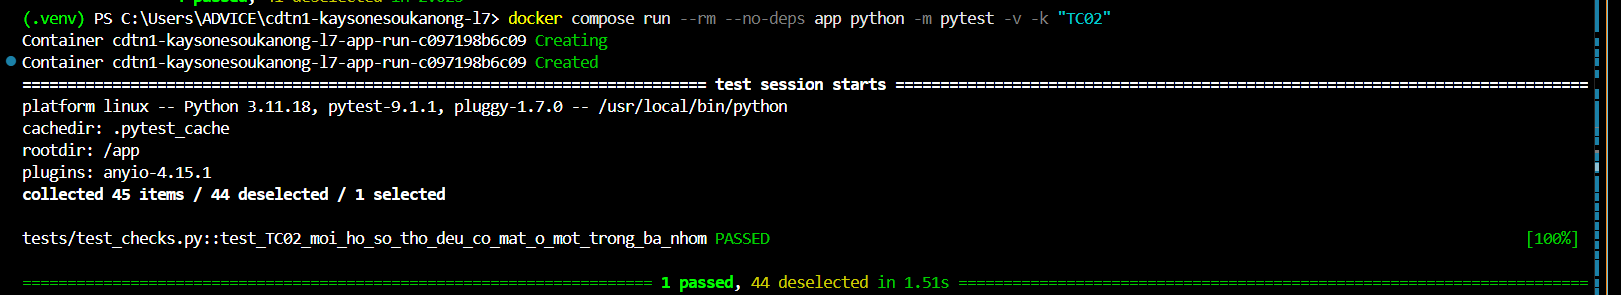 (.venv) PS C:\Users\ADVICE\cdtn1-kaysonesoukanong-l7> docker compose run --rm --no-deps app python -m pytest -v -k "TC02"
Container cdtn1-kaysonesoukanong-l7-app-run-c097198b6c09 Creating
Container cdtn1-kaysonesoukanong-l7-app-run-c097198b6c09 Created
============================= test session starts =============================
platform linux -- Python 3.11.18, pytest-9.1.1, pluggy-1.7.0 -- /usr/local/bin/python
cachedir: .pytest_cache
rootdir: /app
plugins: anyio-4.15.1
collected 45 items / 44 deselected / 1 selected
tests/test_checks.py::test_TC02_moi_ho_so_tho_deu_co_mat_o_mot_trong_ba_nhom PASSED [100%]
============================= 1 passed, 44 deselected in 1.51s =============================